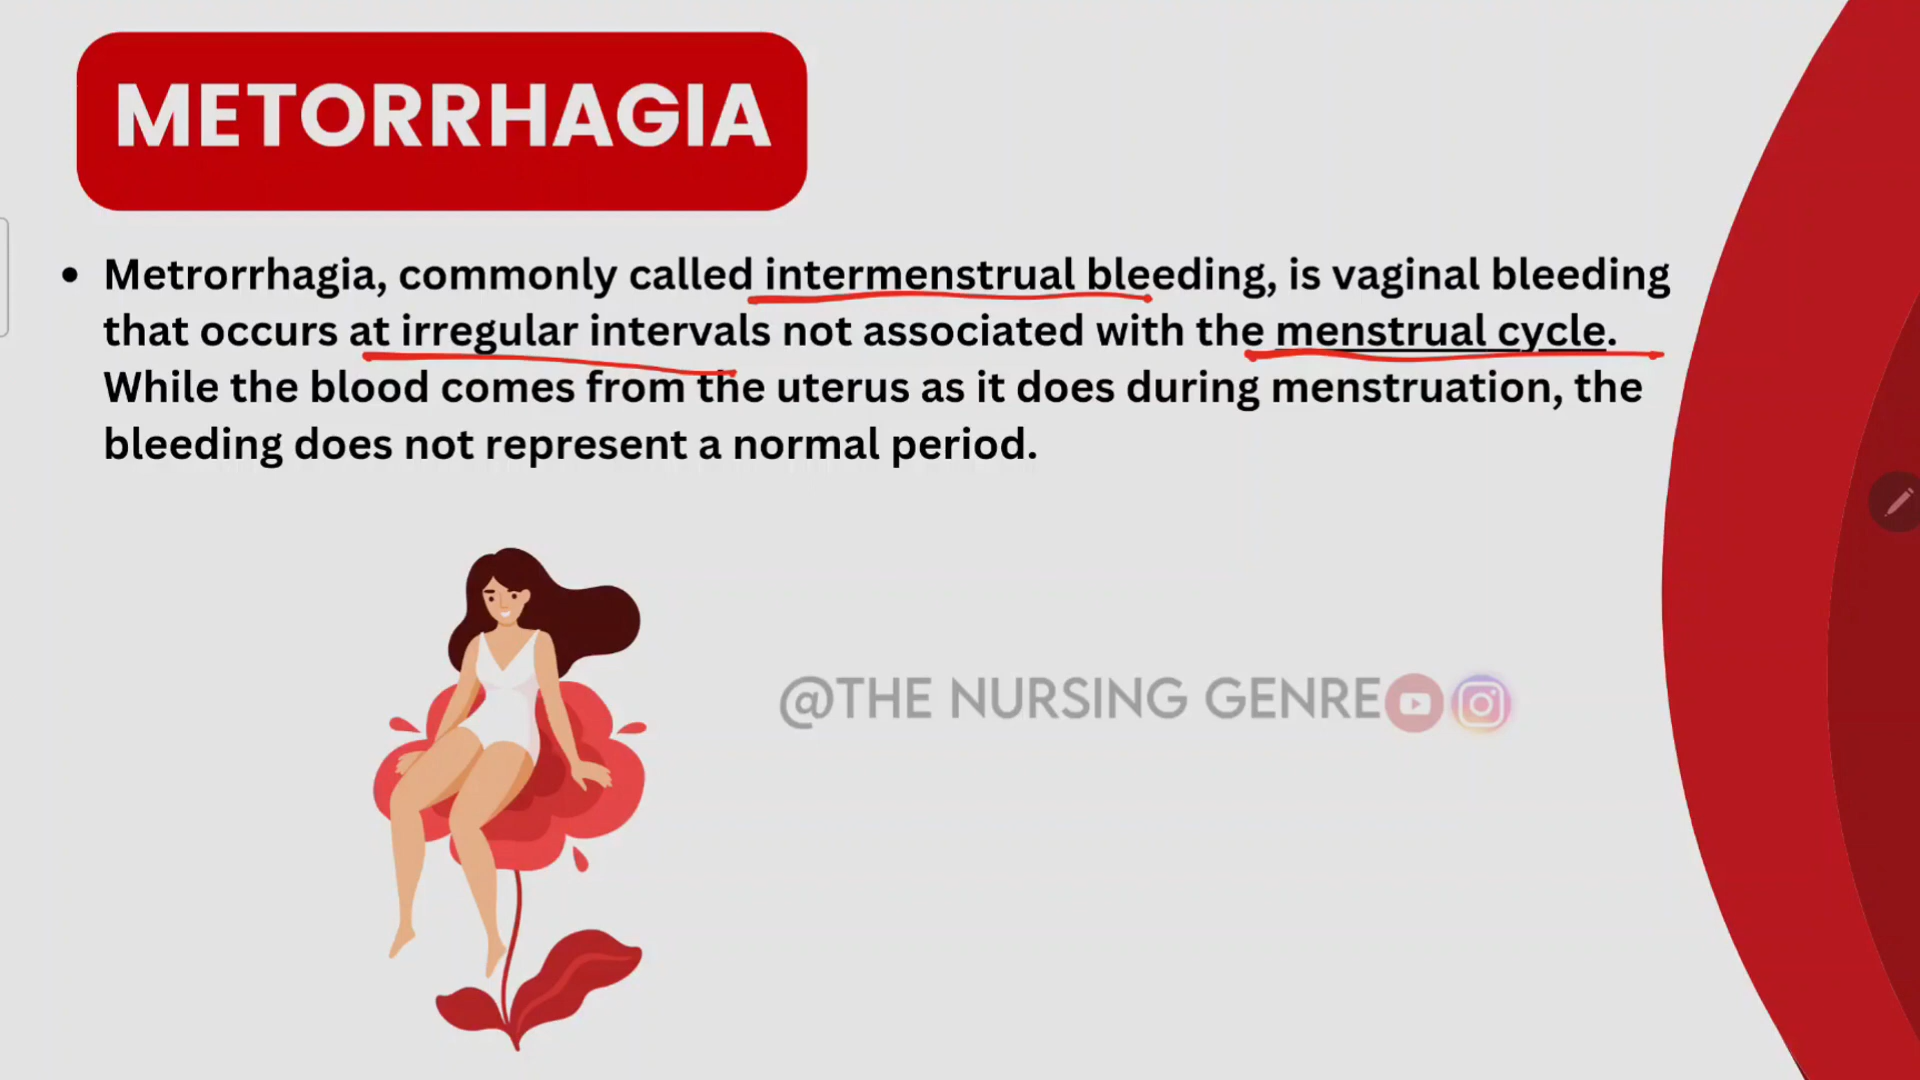 METORRHAGIA
• Metrorrhagia, commonly called intermenstrual bleeding, is vaginal bleeding
that occurs at irregular intervals not associated with the menstrual cycle.
While the blood comes from the uterus as it does during menstruation, the
bleeding does not represent a normal period.
@THE NURSING GENRE